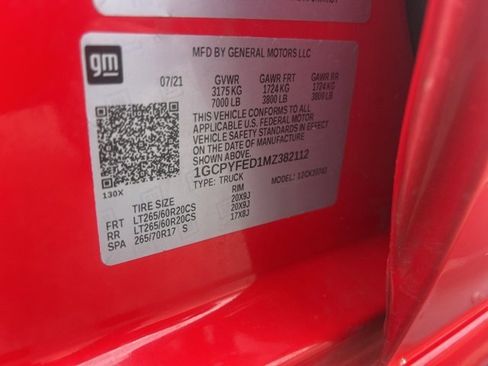 gm
MFD BY GENERAL MOTORS LLC
07/21 GVWR GAWR FRT GAWR RR
3175 KG 1724 KG 1724 KG
7000 LB 3800 LB 3800 LB
THIS VEHICLE CONFORMS TO ALL
APPLICABLE U.S. FEDERAL MOTOR
VEHICLE SAFETY STANDARDS IN EFFECT ON
THE DATE OF MANUFACTURE SHOWN
ABOVE.
1GCPYFED1MZ382112
TYPE: TRUCK MODEL:
130X
TIRE SIZE RIM
FRT LT265/60R20CS 20X9J
RR LT265/60R20CS 20X9J
SPA 265/70R17 S 17X8J